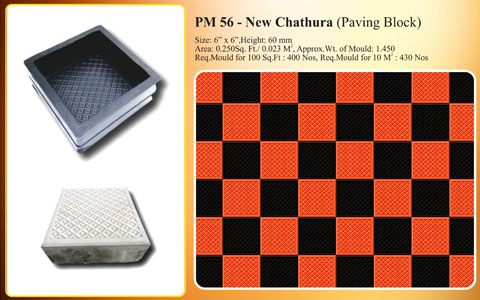 PM 56 - New Chathura (Paving Block)
Size: 6" x 6",Height: 60 mm
Area: 0.250Sq. Ft./ 0.023 M², Approx.Wt. of Mould: 1.450
Req.Mould for 100 Sq.Ft : 400 Nos, Req.Mould for 10 M² : 430 Nos